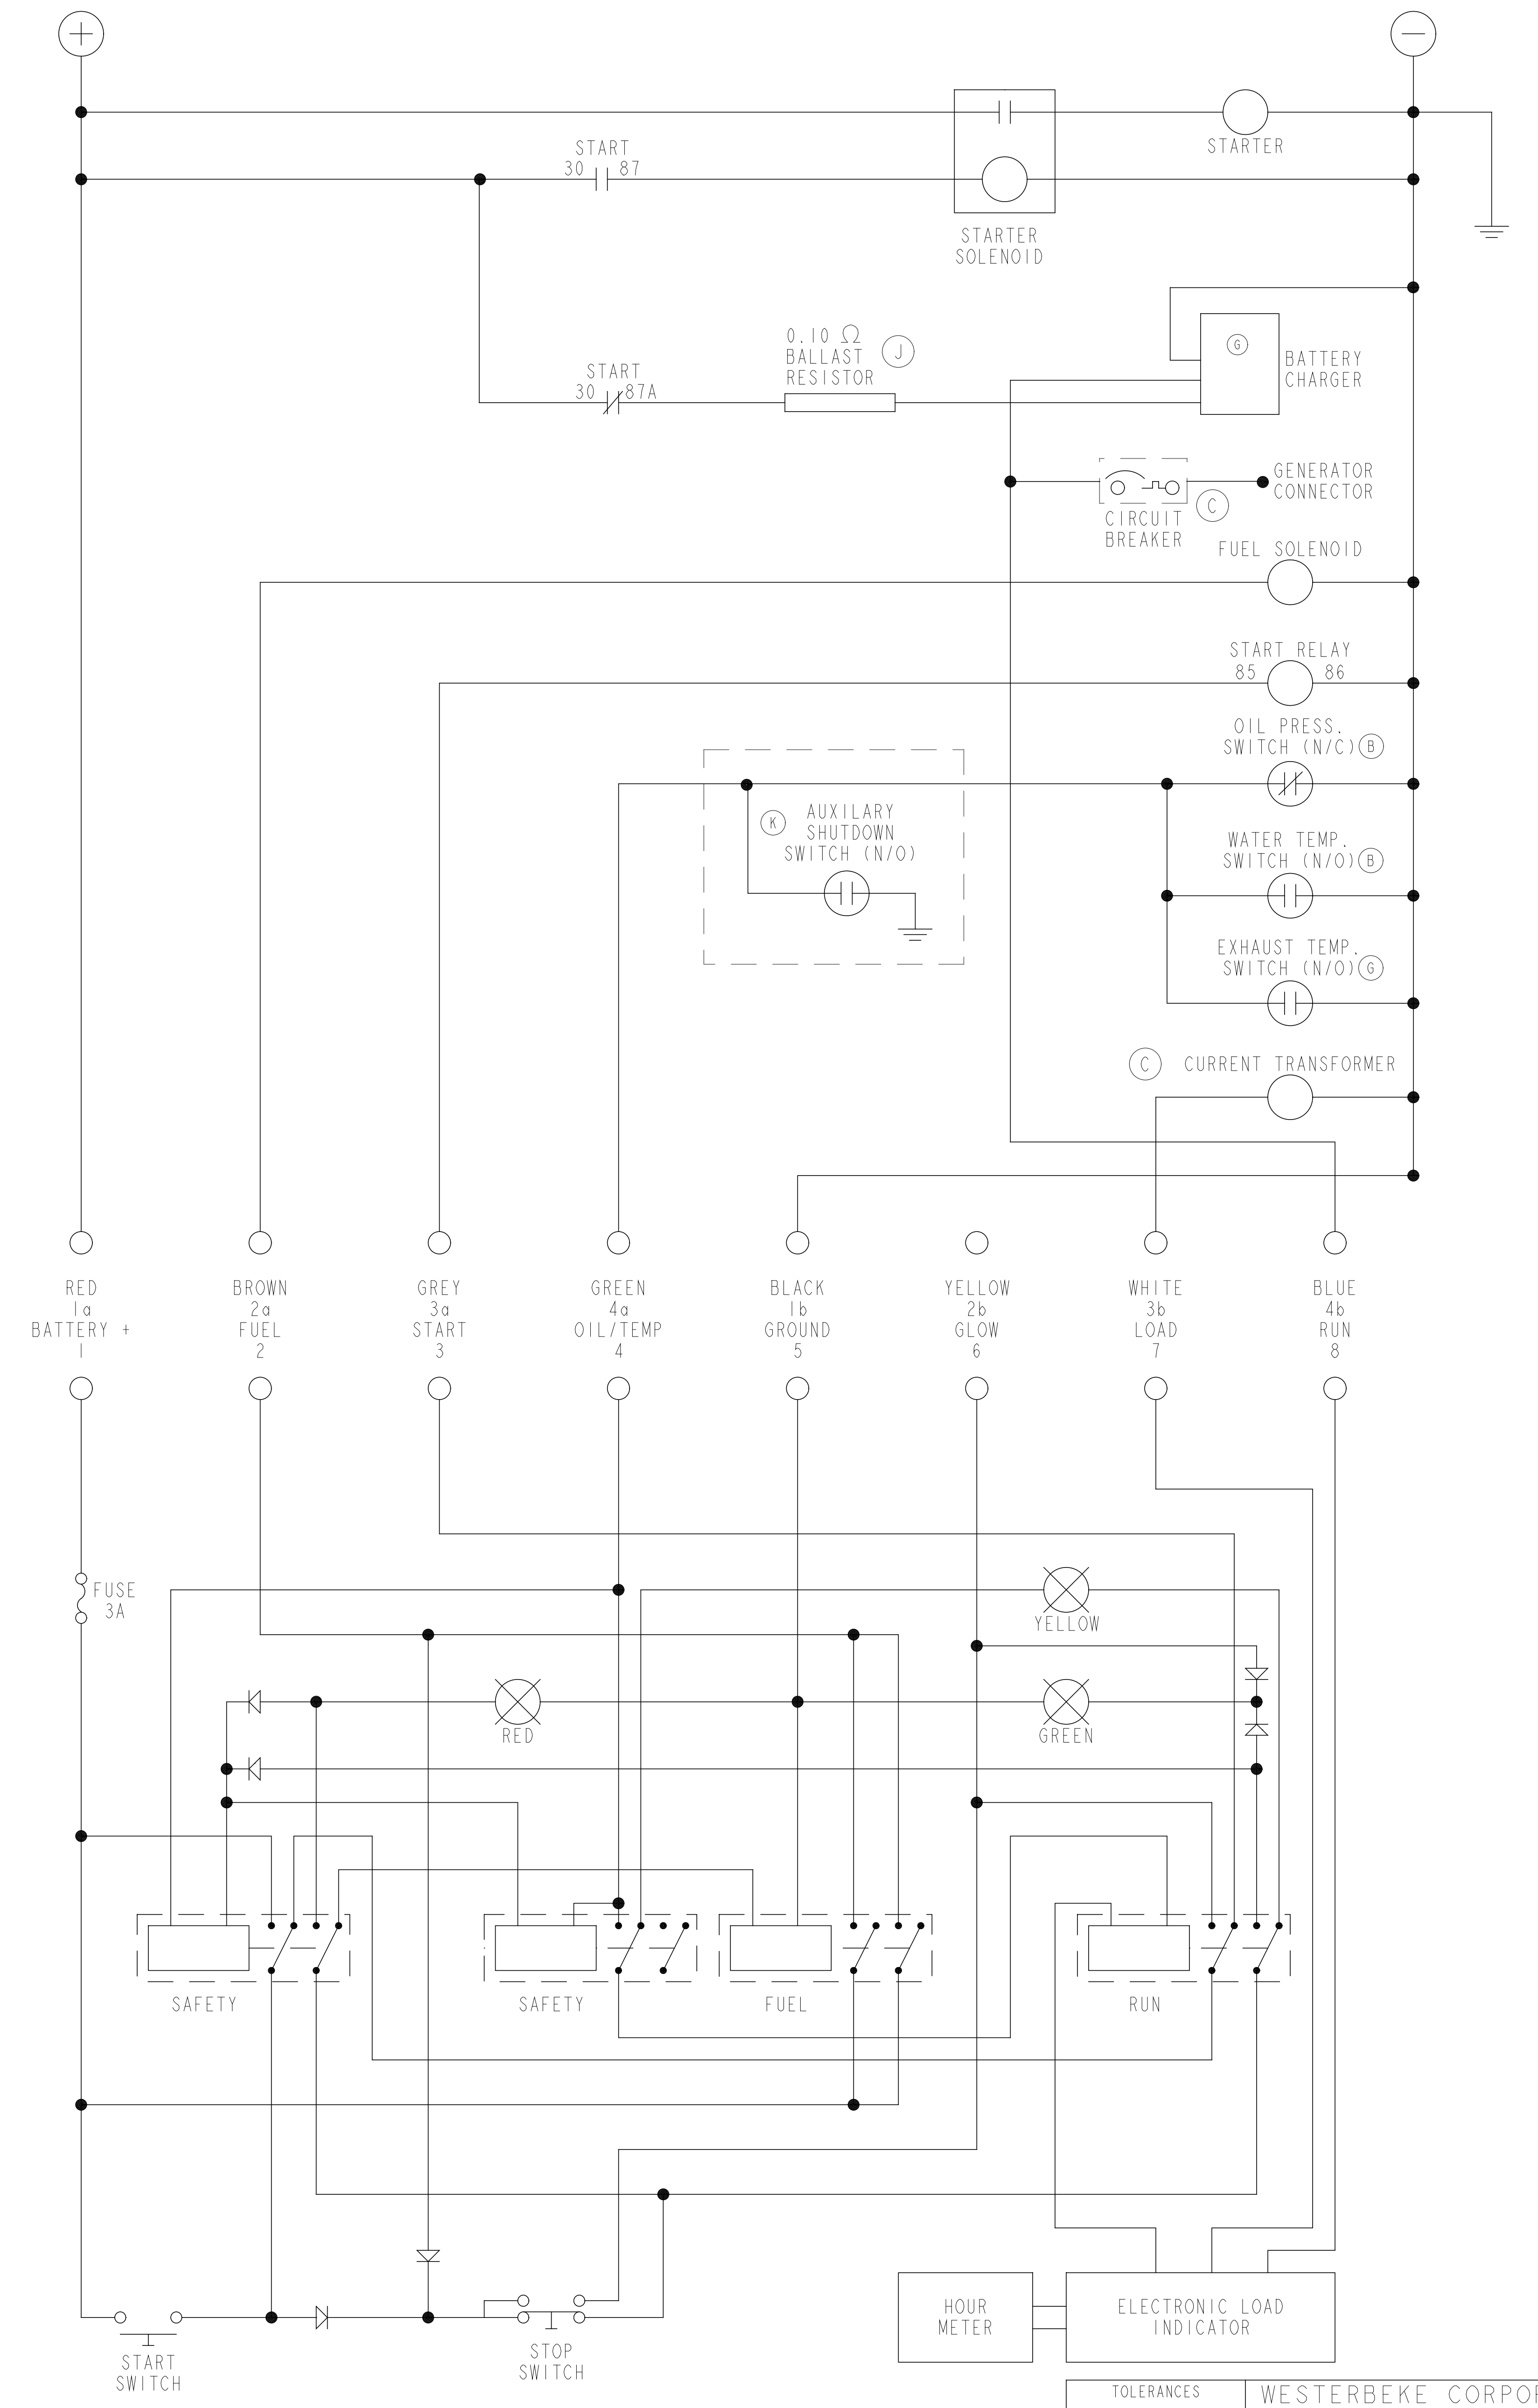 +
−
STARTER
START
30 87
STARTER
SOLENOID
0.10 Ω
BALLAST
RESISTOR
J
G
BATTERY
CHARGER
START
30 87A
GENERATOR
CONNECTOR
C
CIRCUIT
BREAKER
FUEL SOLENOID
START RELAY
85 86
OIL PRESS.
SWITCH (N/C) B
K
AUXILARY
SHUTDOWN
SWITCH (N/O)
WATER TEMP.
SWITCH (N/O) B
EXHAUST TEMP.
SWITCH (N/O) G
C CURRENT TRANSFORMER
RED
1a
BATTERY +
1
BROWN
2a
FUEL
2
GREY
3a
START
3
GREEN
4a
OIL/TEMP
4
BLACK
1b
GROUND
5
YELLOW
2b
GLOW
6
WHITE
3b
LOAD
7
BLUE
4b
RUN
8
FUSE
3A
YELLOW
RED
GREEN
SAFETY
SAFETY
FUEL
RUN
HOUR
METER
ELECTRONIC LOAD
INDICATOR
START
SWITCH
STOP
SWITCH
TOLERANCES
WESTERBEKE CORPOR